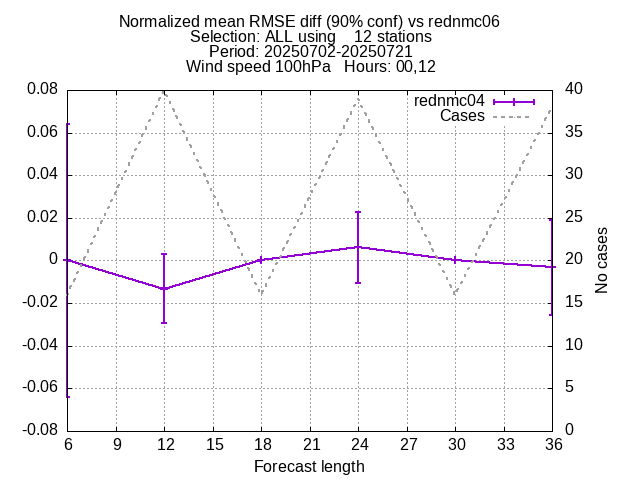 Normalized mean RMSE diff (90% conf) vs rednmc06
Selection: ALL using    12 stations
Period: 20250702-20250721
Wind speed 100hPa   Hours: 00,12
rednmc04
Cases
0.08
0.06
0.04
0.02
0
-0.02
-0.04
-0.06
-0.08
40
35
30
25
20
15
10
5
0
No cases
6 9 12 15 18 21 24 27 30 33 36
Forecast length